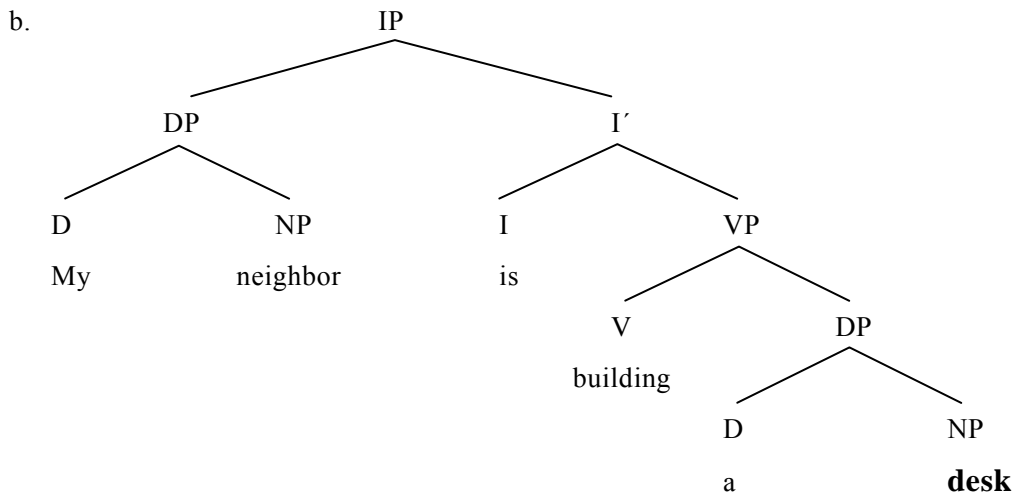 b. IP
DP I´
D NP I VP
My neighbor is
V DP
building
D NP
a desk